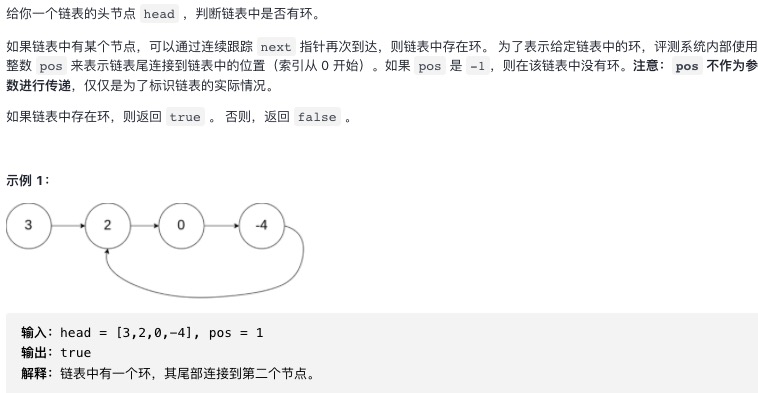 给你一个链表的头节点 head ，判断链表中是否有环。
如果链表中有某个节点，可以通过连续跟踪 next 指针再次到达，则链表中存在环。 为了表示给定链表中的环，评测系统内部使用
整数 pos 来表示链表尾连接到链表中的位置（索引从 0 开始）。如果 pos 是 -1，则在该链表中没有环。注意：pos 不作为参
数进行传递，仅仅是为了标识链表的实际情况。
如果链表中存在环，则返回 true 。 否则，返回 false 。
示例 1：
3 2 0 -4
输入：head = [3,2,0,-4], pos = 1
输出：true
解释：链表中有一个环，其尾部连接到第二个节点。